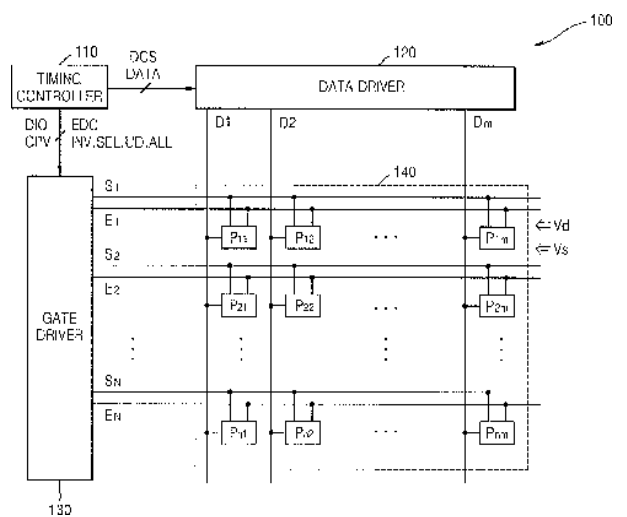 100
110
120
TIMING
CONTROLLER
DCS
DATA
DATA DRIVER
DIO
CPV
EDC
INV.SEL.UD.ALL
D1
D2
Dm
140
S1
E1
P12
P1m
Vd
Vs
S2
E2
P21
P22
P2m
GATE
DRIVER
SN
EN
Pn1
Pn2
Pnm
130